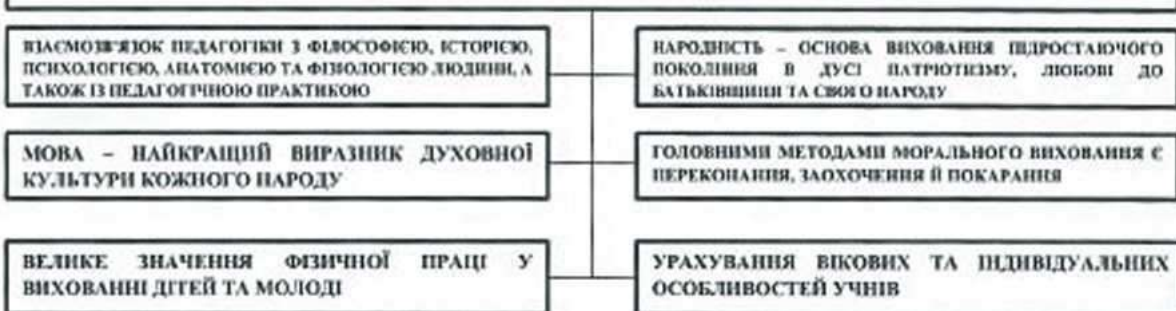 ВЗАЄМОЗВ'ЯЗОК ПЕДАГОГІКИ З ФІЛОСОФІЄЮ, ІСТОРІЄЮ,
ПСИХОЛОГІЄЮ, АНАТОМІЄЮ ТА ФІЗІОЛОГІЄЮ ЛЮДИНИ, А
ТАКОЖ ІЗ ПЕДАГОГІЧНОЮ ПРАКТИКОЮ
НАРОДНІСТЬ – ОСНОВА ВИХОВАННЯ ПІДРОСТАЮЧОГО
ПОКОЛІННЯ В ДУСІ ПАТРІОТИЗМУ, ЛЮБОВІ ДО
БАТЬКІВЩИНИ ТА СВОГО НАРОДУ
МОВА – НАЙКРАЩИЙ ВИРАЗНИК ДУХОВНОЇ
КУЛЬТУРИ КОЖНОГО НАРОДУ
ГОЛОВНИМИ МЕТОДАМИ МОРАЛЬНОГО ВИХОВАННЯ Є
ПЕРЕКОНАННЯ, ЗАОХОЧЕННЯ Й ПОКАРАННЯ
ВЕЛИКЕ ЗНАЧЕННЯ ФІЗИЧНОЇ ПРАЦІ У
ВИХОВАННІ ДІТЕЙ ТА МОЛОДІ
УРАХУВАННЯ ВІКОВИХ ТА ІНДИВІДУАЛЬНИХ
ОСОБЛИВОСТЕЙ УЧНІВ